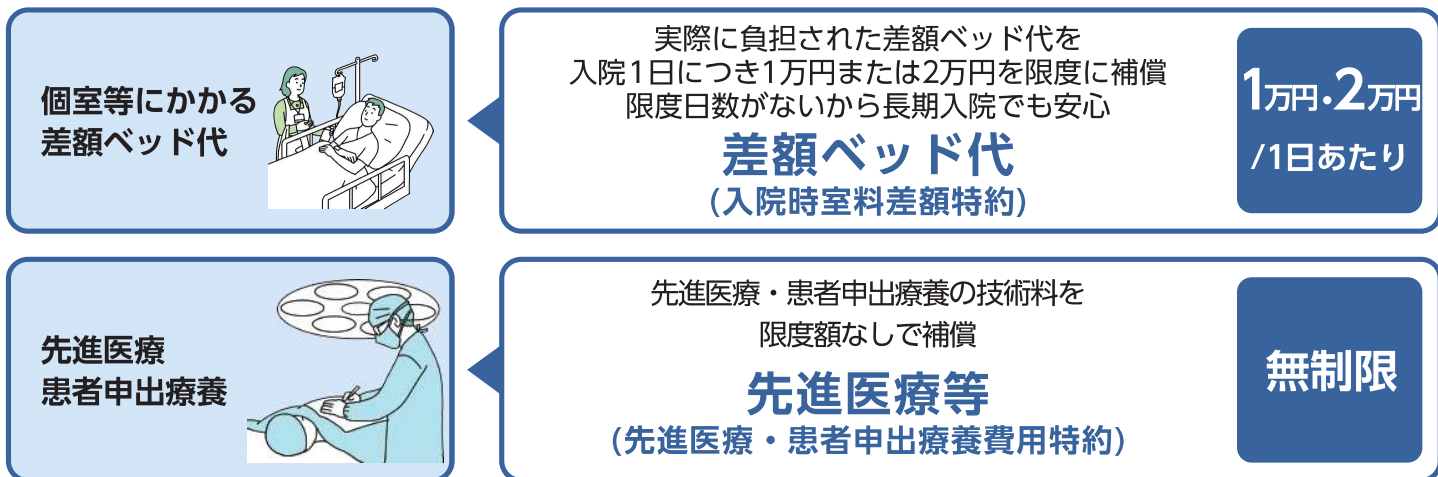 個室等にかかる
差額ベッド代
実際に負担された差額ベッド代を
入院1日につき1万円または2万円を限度に補償
限度日数がないから長期入院でも安心
差額ベッド代
(入院時室料差額特約)
1万円・2万円
/1日あたり
先進医療
患者申出療養
先進医療・患者申出療養の技術料を
限度額なしで補償
先進医療等
(先進医療・患者申出療養費用特約)
無制限